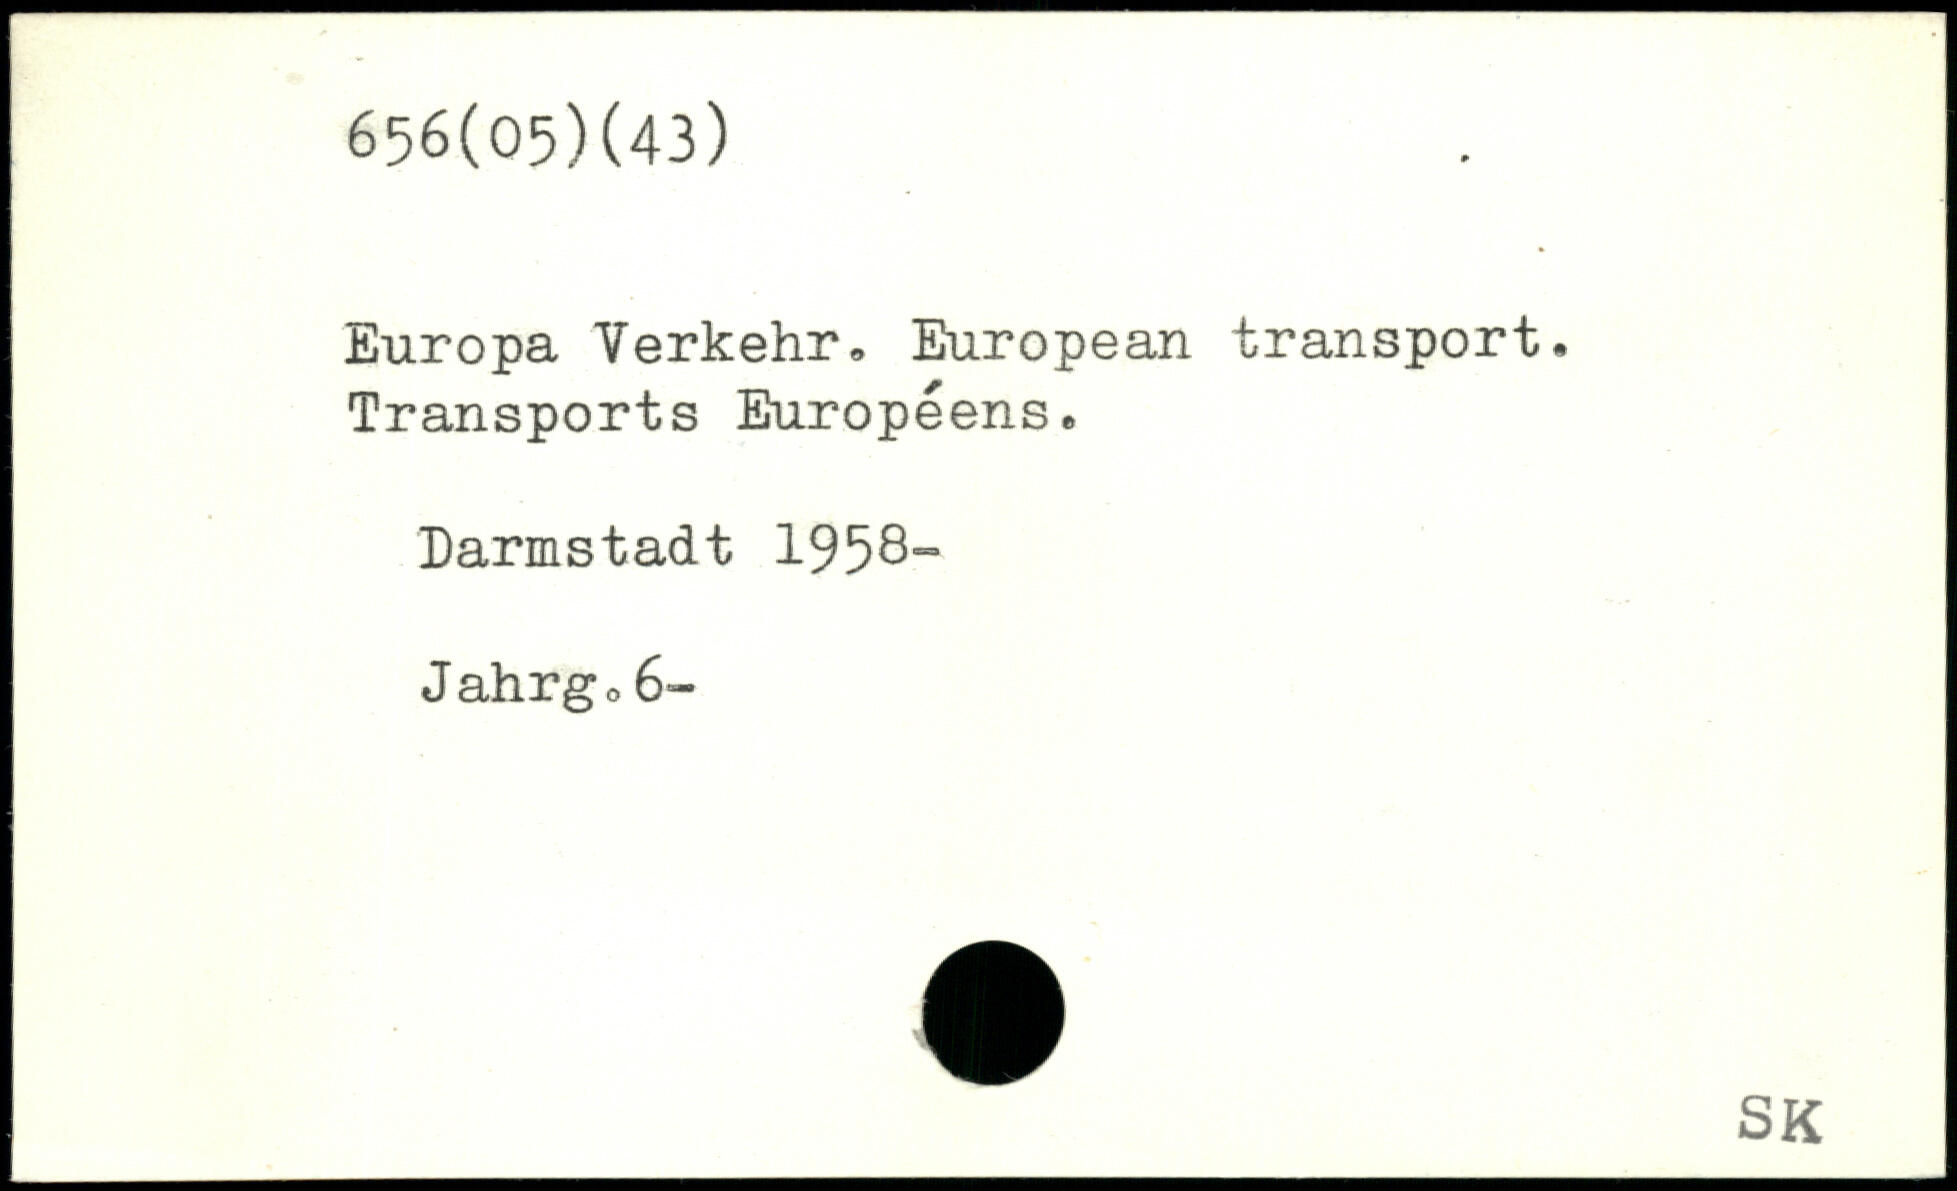 656(05)(43)
Europa Verkehr. European transport.
Transports Européens.
Darmstadt 1958-
Jahrg.6-
SK